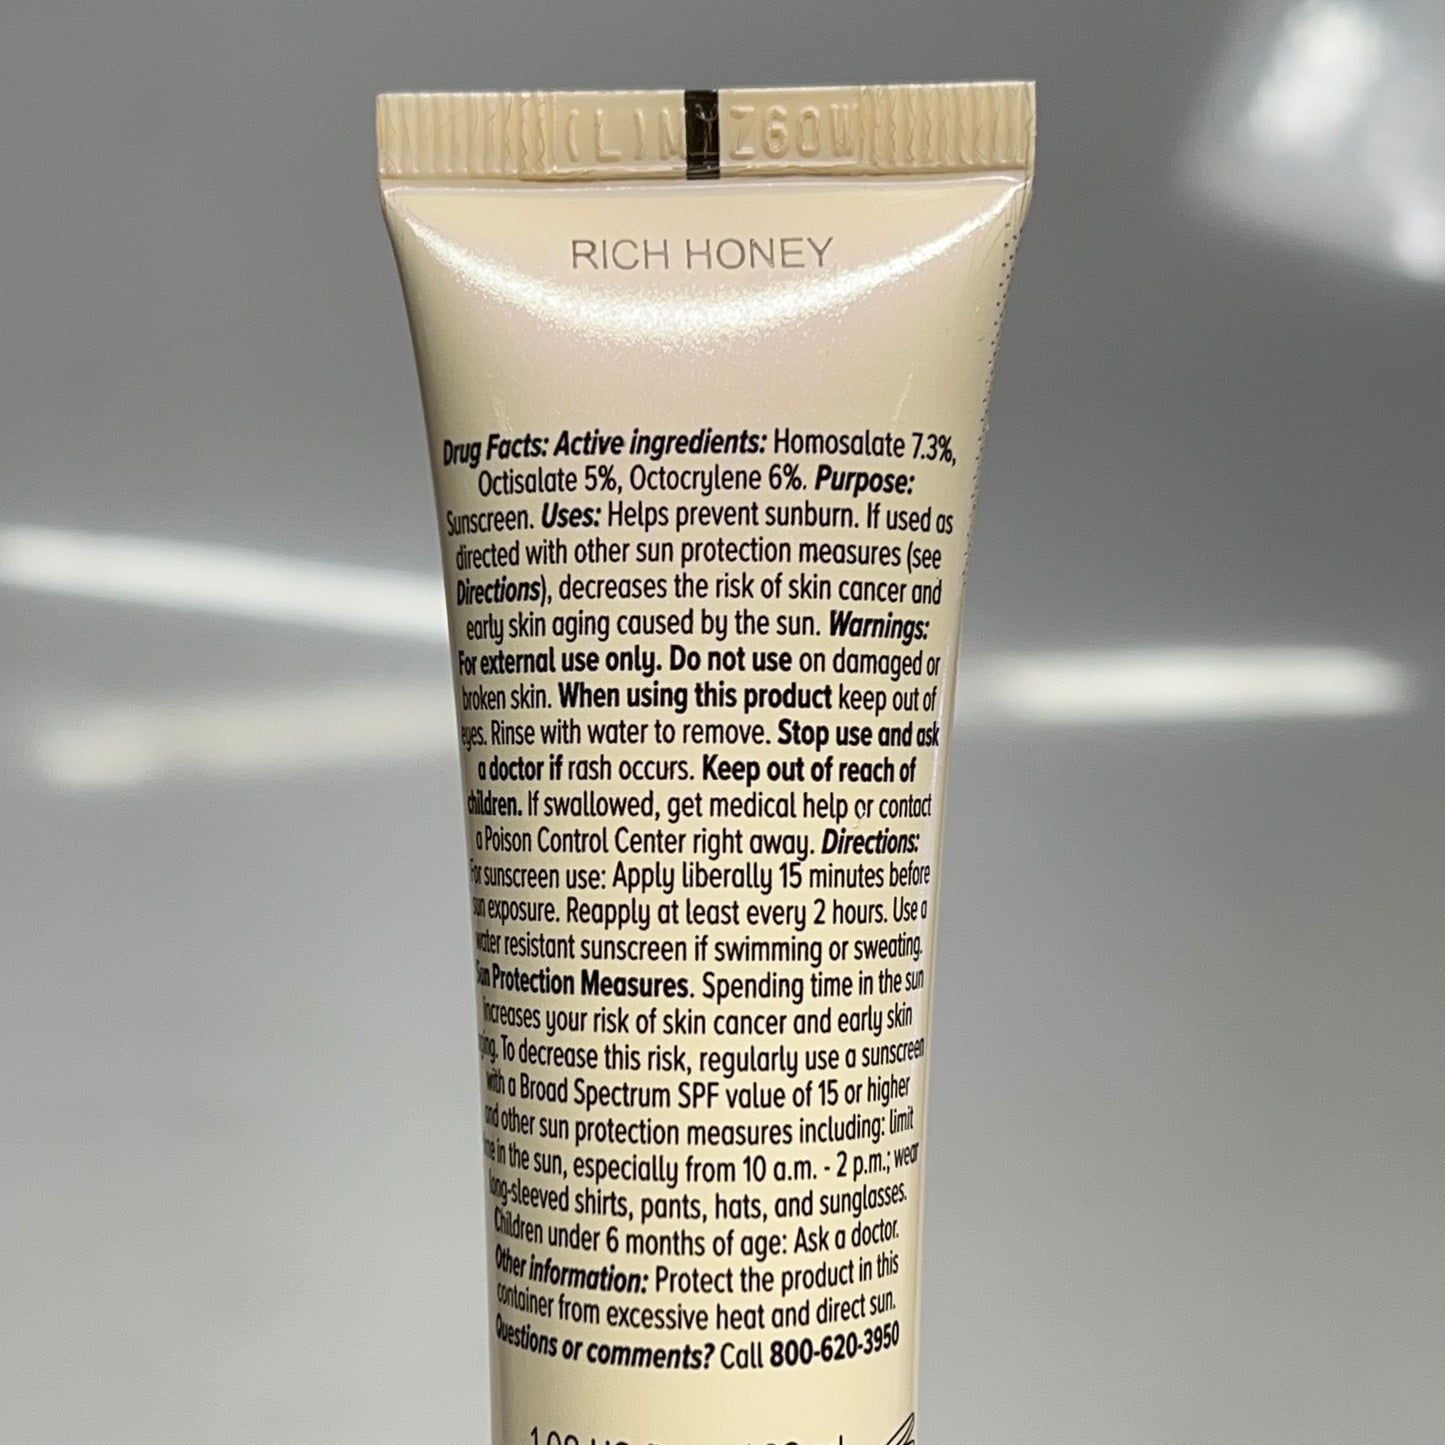 RICH HONEY
Drug Facts: Active ingredients: Homosalate 7.3%,
Octisalate 5%, Octocrylene 6%. Purpose:
Sunscreen. Uses: Helps prevent sunburn. If used as
directed with other sun protection measures (see
Directions), decreases the risk of skin cancer and
early skin aging caused by the sun. Warnings:
For external use only. Do not use on damaged or
broken skin. When using this product keep out of
eyes. Rinse with water to remove. Stop use and ask
a doctor if rash occurs. Keep out of reach of
children. If swallowed, get medical help or contact
a Poison Control Center right away. Directions:
For sunscreen use: Apply liberally 15 minutes before
sun exposure. Reapply at least every 2 hours. Use a
water resistant sunscreen if swimming or sweating.
Sun Protection Measures. Spending time in the sun
increases your risk of skin cancer and early skin
aging. To decrease this risk, regularly use a sunscreen
with a Broad Spectrum SPF value of 15 or higher
and other sun protection measures including: limit
time in the sun, especially from 10 a.m. - 2 p.m.; wear
long-sleeved shirts, pants, hats, and sunglasses.
Children under 6 months of age: Ask a doctor.
Other information: Protect the product in this
container from excessive heat and direct sun.
Questions or comments? Call 800-620-3950